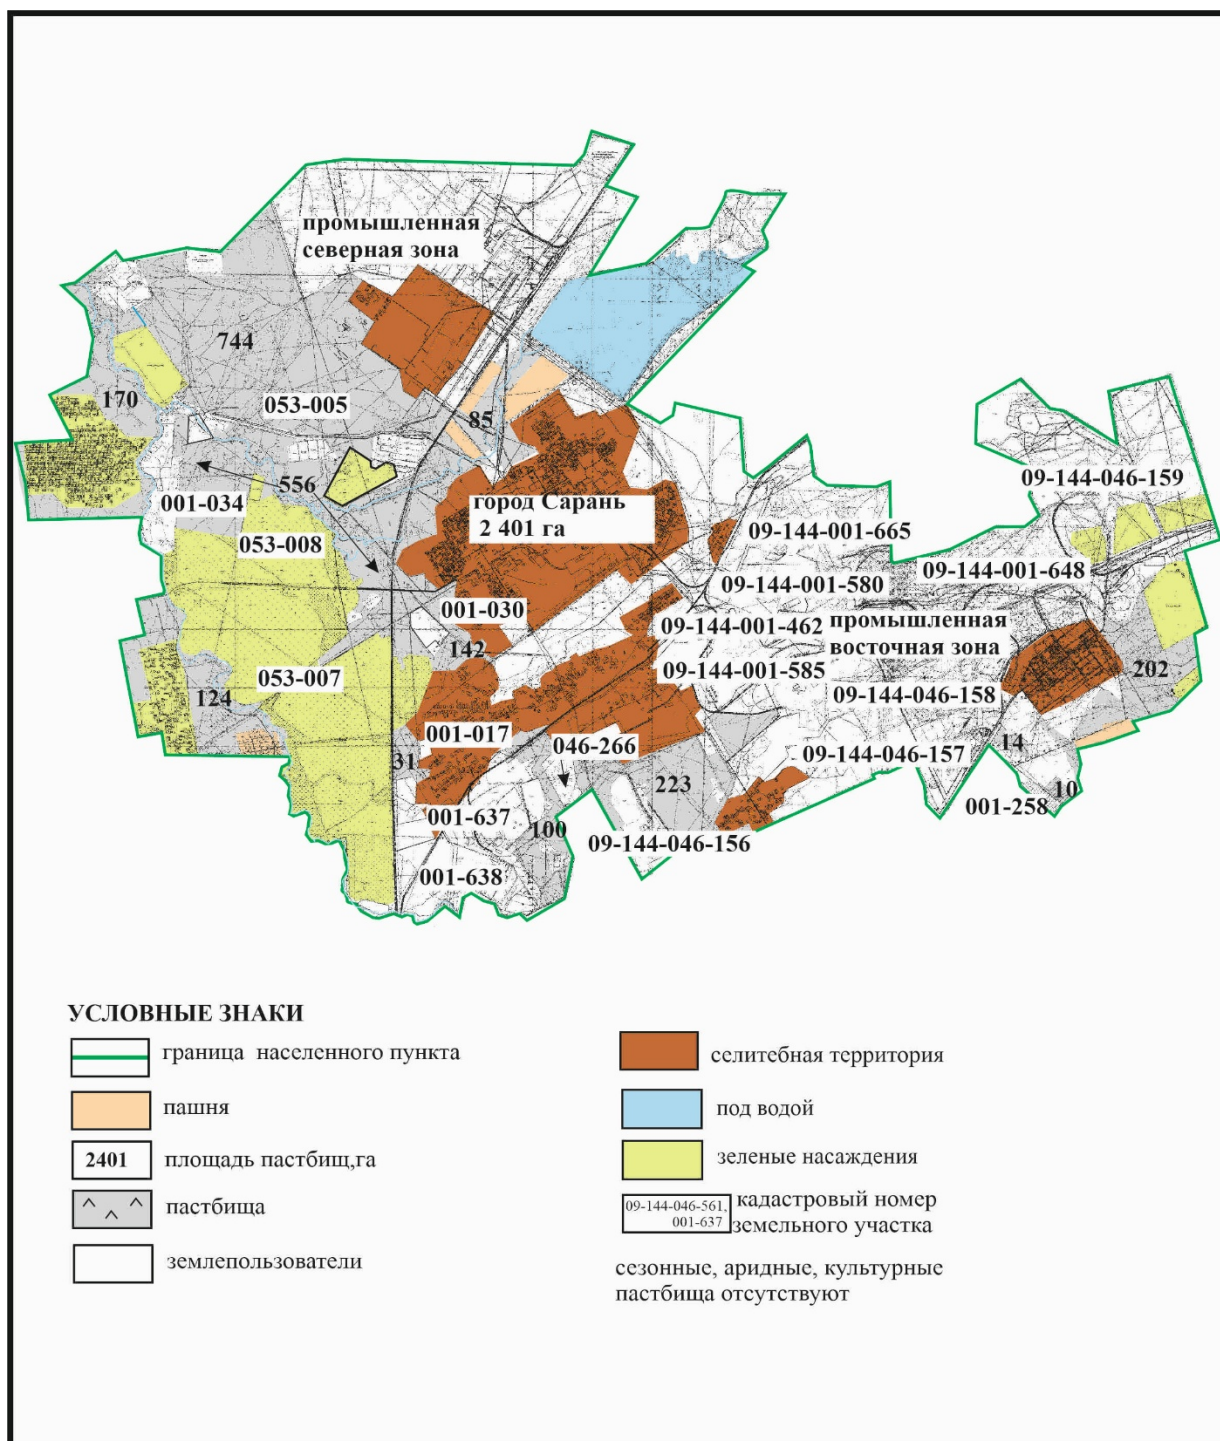 промышленная
северная зона
744
170
053-005
85
556
001-034
город Сарань
2 401 га
09-144-046-159
09-144-001-665
053-008
09-144-001-648
09-144-001-580
001-030
09-144-001-462
промышленная
восточная зона
142
09-144-001-585
053-007
202
124
09-144-046-158
001-017
046-266
14
31
09-144-046-157
223
10
001-258
001-637
100
09-144-046-156
001-638
УСЛОВНЫЕ ЗНАКИ
граница населенного пункта
пашня
2401 площадь пастбищ,га
пастбища
землепользователи
селитебная территория
под водой
зеленые насаждения
09-144-046-561,
001-637
кадастровый номер
земельного участка
сезонные, аридные, культурные
пастбища отсутствуют